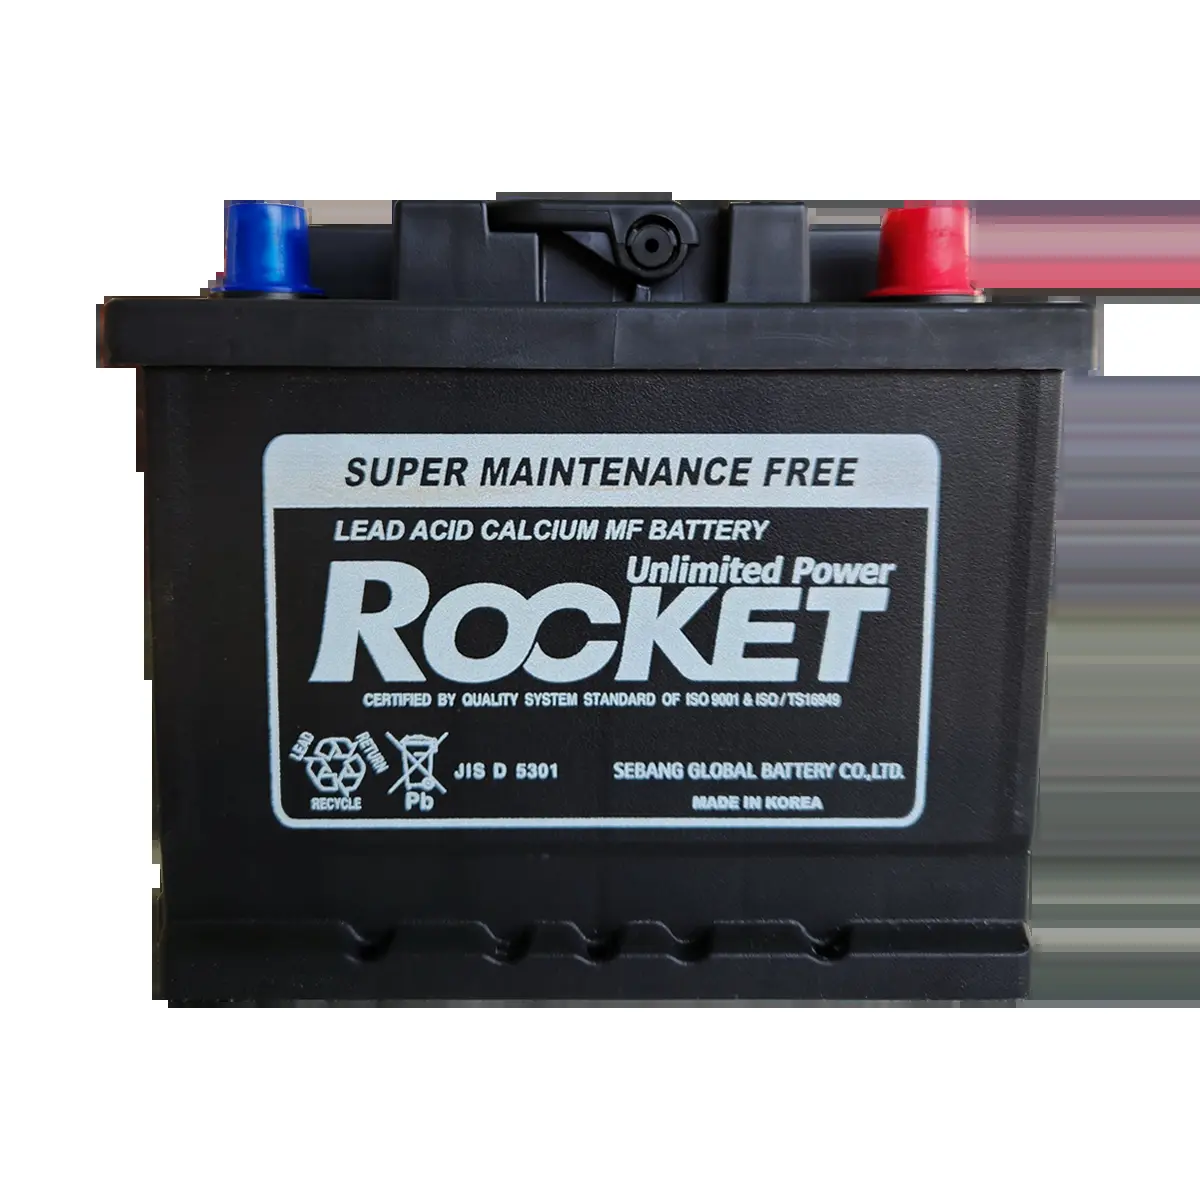 SUPER MAINTENANCE FREE
LEAD ACID CALCIUM MF BATTERY
Unlimited Power
ROCKET
CERTIFIED BY QUALITY SYSTEM STANDARD OF ISO 9001 & ISO/TS16949
LEAD RETURN
RECYCLE
Pb
JIS D 5301
SEBANG GLOBAL BATTERY CO.,LTD.
MADE IN KOREA